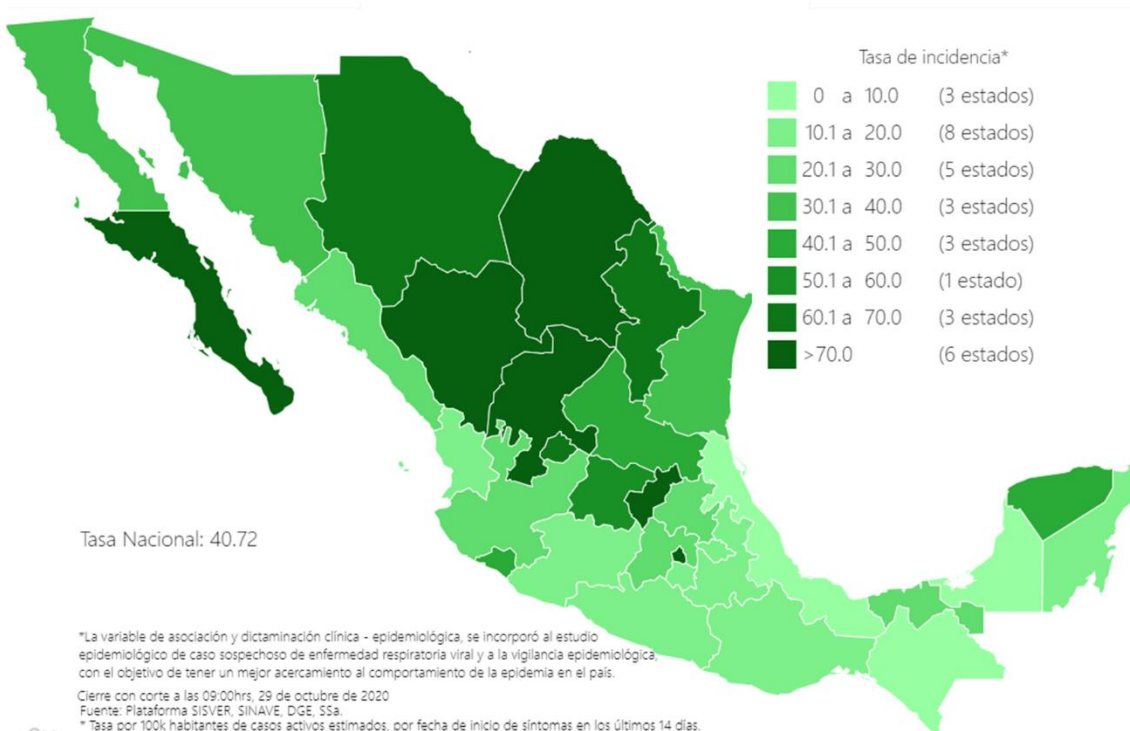 Tasa de incidencia*
0 a 10.0 (3 estados)
10.1 a 20.0 (8 estados)
20.1 a 30.0 (5 estados)
30.1 a 40.0 (3 estados)
40.1 a 50.0 (3 estados)
50.1 a 60.0 (1 estado)
60.1 a 70.0 (3 estados)
>70.0 (6 estados)
Tasa Nacional: 40.72
*La variable de asociación y dictaminación clínica - epidemiológica, se incorporó al estudio
epidemiológico de caso sospechoso de enfermedad respiratoria viral y a la vigilancia epidemiológica,
con el objetivo de tener un mejor acercamiento al comportamiento de la epidemia en el país.
Cierre con corte a las 09:00hrs, 29 de octubre de 2020
Fuente: Plataforma SISVER, SINAVE, DGE, SSa.
* Tasa por 100k habitantes de casos activos estimados, por fecha de inicio de síntomas en los últimos 14 días.